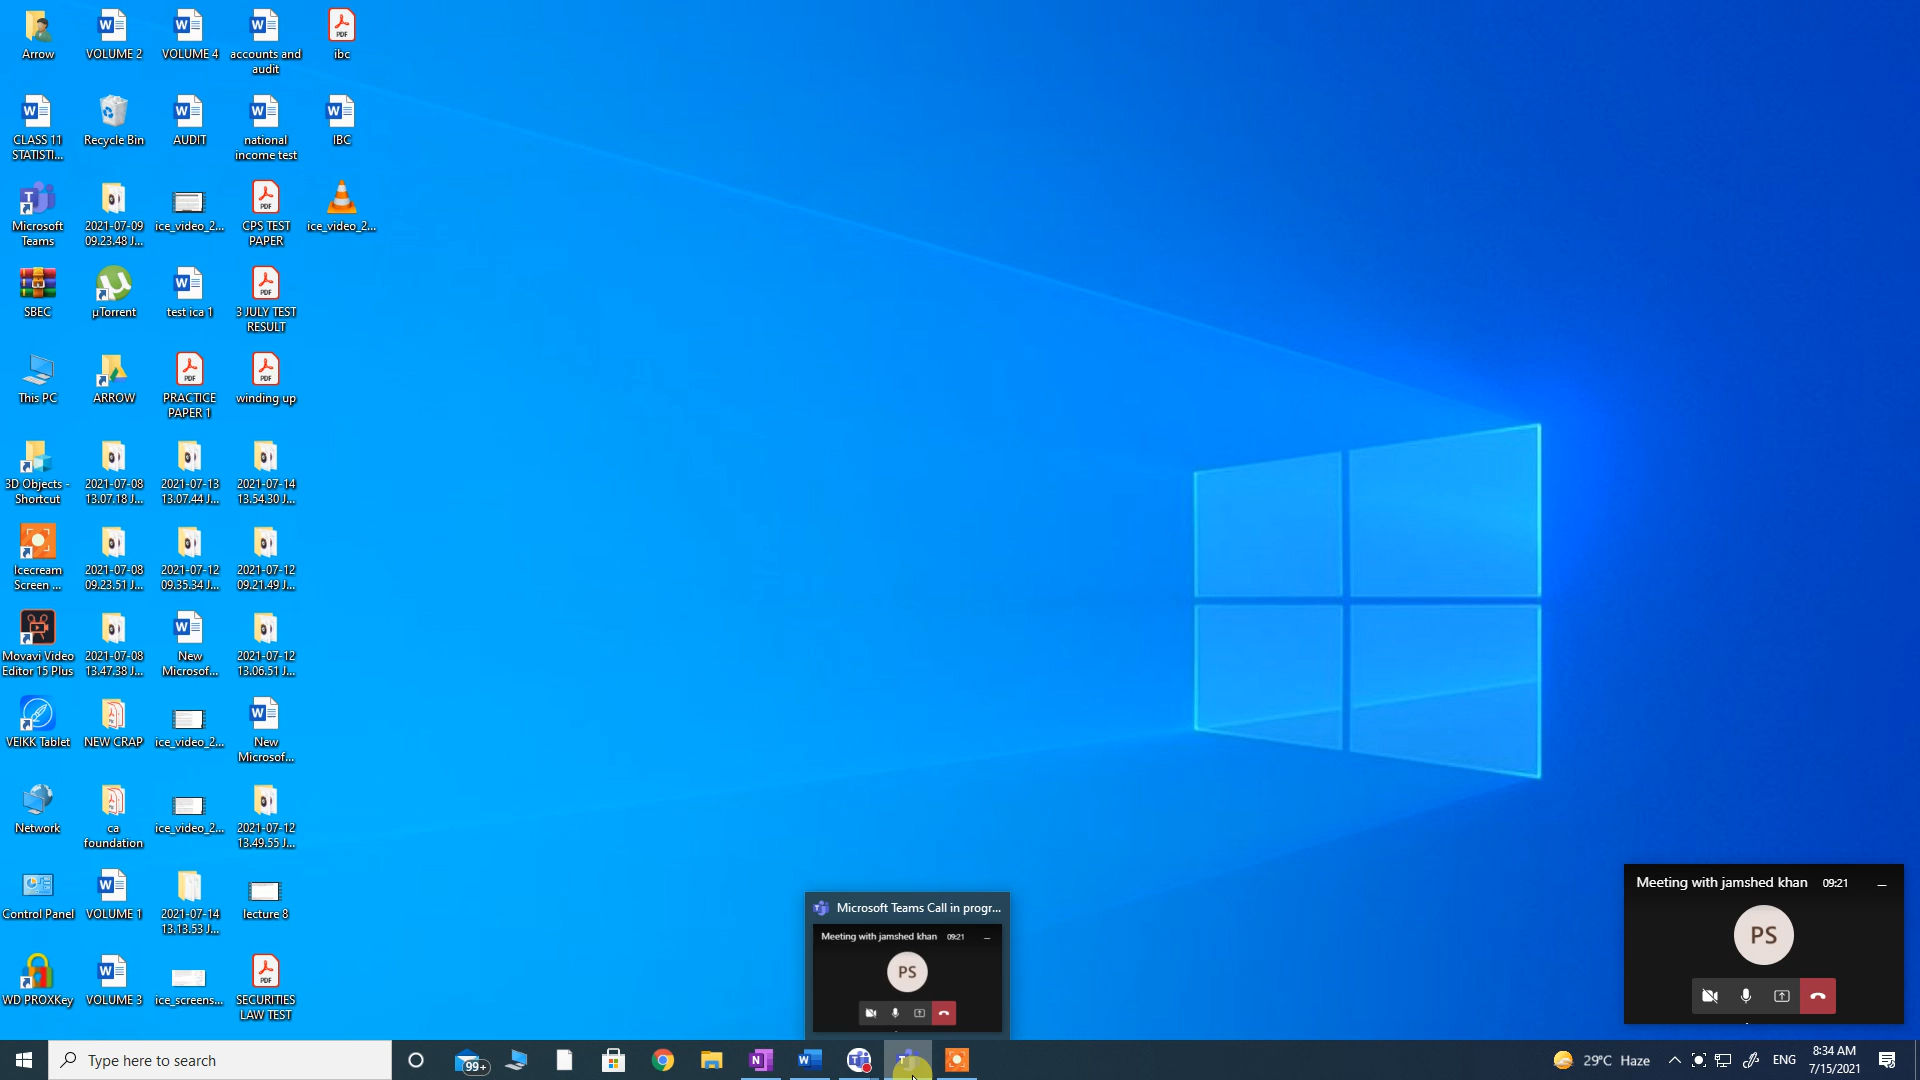 Arrow
VOLUME 2
VOLUME 4
accounts and
audit
ibc
CLASS 11
STATISTI...
Recycle Bin
AUDIT
national
income test
IBC
Microsoft
Teams
2021-07-09
09.23.48 J...
ice_video_2...
CPS TEST
PAPER
ice_video_2...
SBEC
µTorrent
test ica 1
3 JULY TEST
RESULT
This PC
ARROW
PRACTICE
PAPER 1
winding up
3D Objects -
Shortcut
2021-07-08
13.07.18 J...
2021-07-13
13.07.44 J...
2021-07-14
13.54.30 J...
Icecream
Screen ...
2021-07-08
09.23.51 J...
2021-07-12
09.35.34 J...
2021-07-12
09.21.49 J...
Movavi Video
Editor 15 Plus
2021-07-08
13.47.38 J...
New
Microsof...
2021-07-12
13.06.51 J...
VEIKK Tablet
NEW CRAP
ice_video_2...
New
Microsof...
Network
ca
foundation
ice_video_2...
2021-07-12
13.49.55 J...
Control Panel
VOLUME 1
2021-07-14
13.13.53 J...
lecture 8
WD PROXKey
VOLUME 3
ice_screens...
SECURITIES
LAW TEST
Microsoft Teams Call in progr...
Meeting with jamshed khan 09:21
PS
Meeting with jamshed khan 09:21
PS
Type here to search
99+
29°C Haze
ENG
8:34 AM
7/15/2021